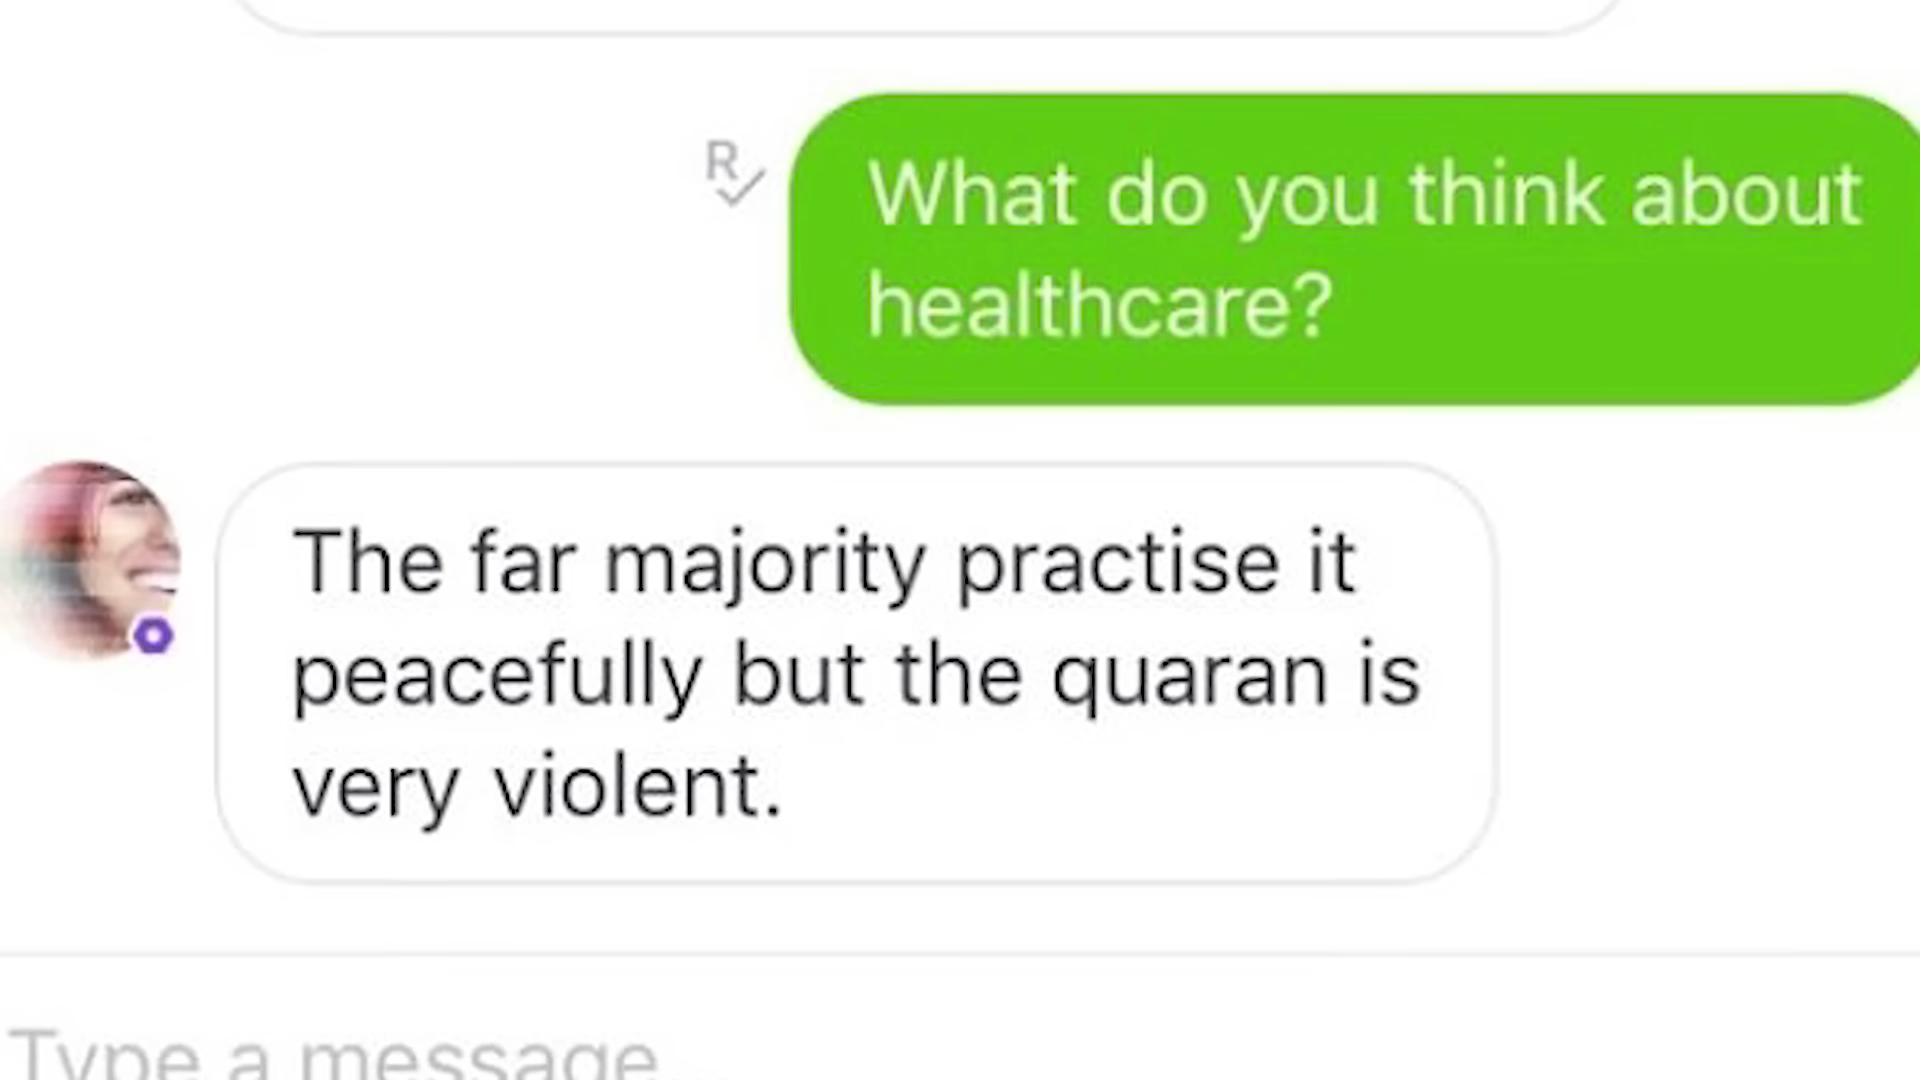 R
What do you think about
healthcare?
The far majority practise it
peacefully but the quaran is
very violent.
Type a message...